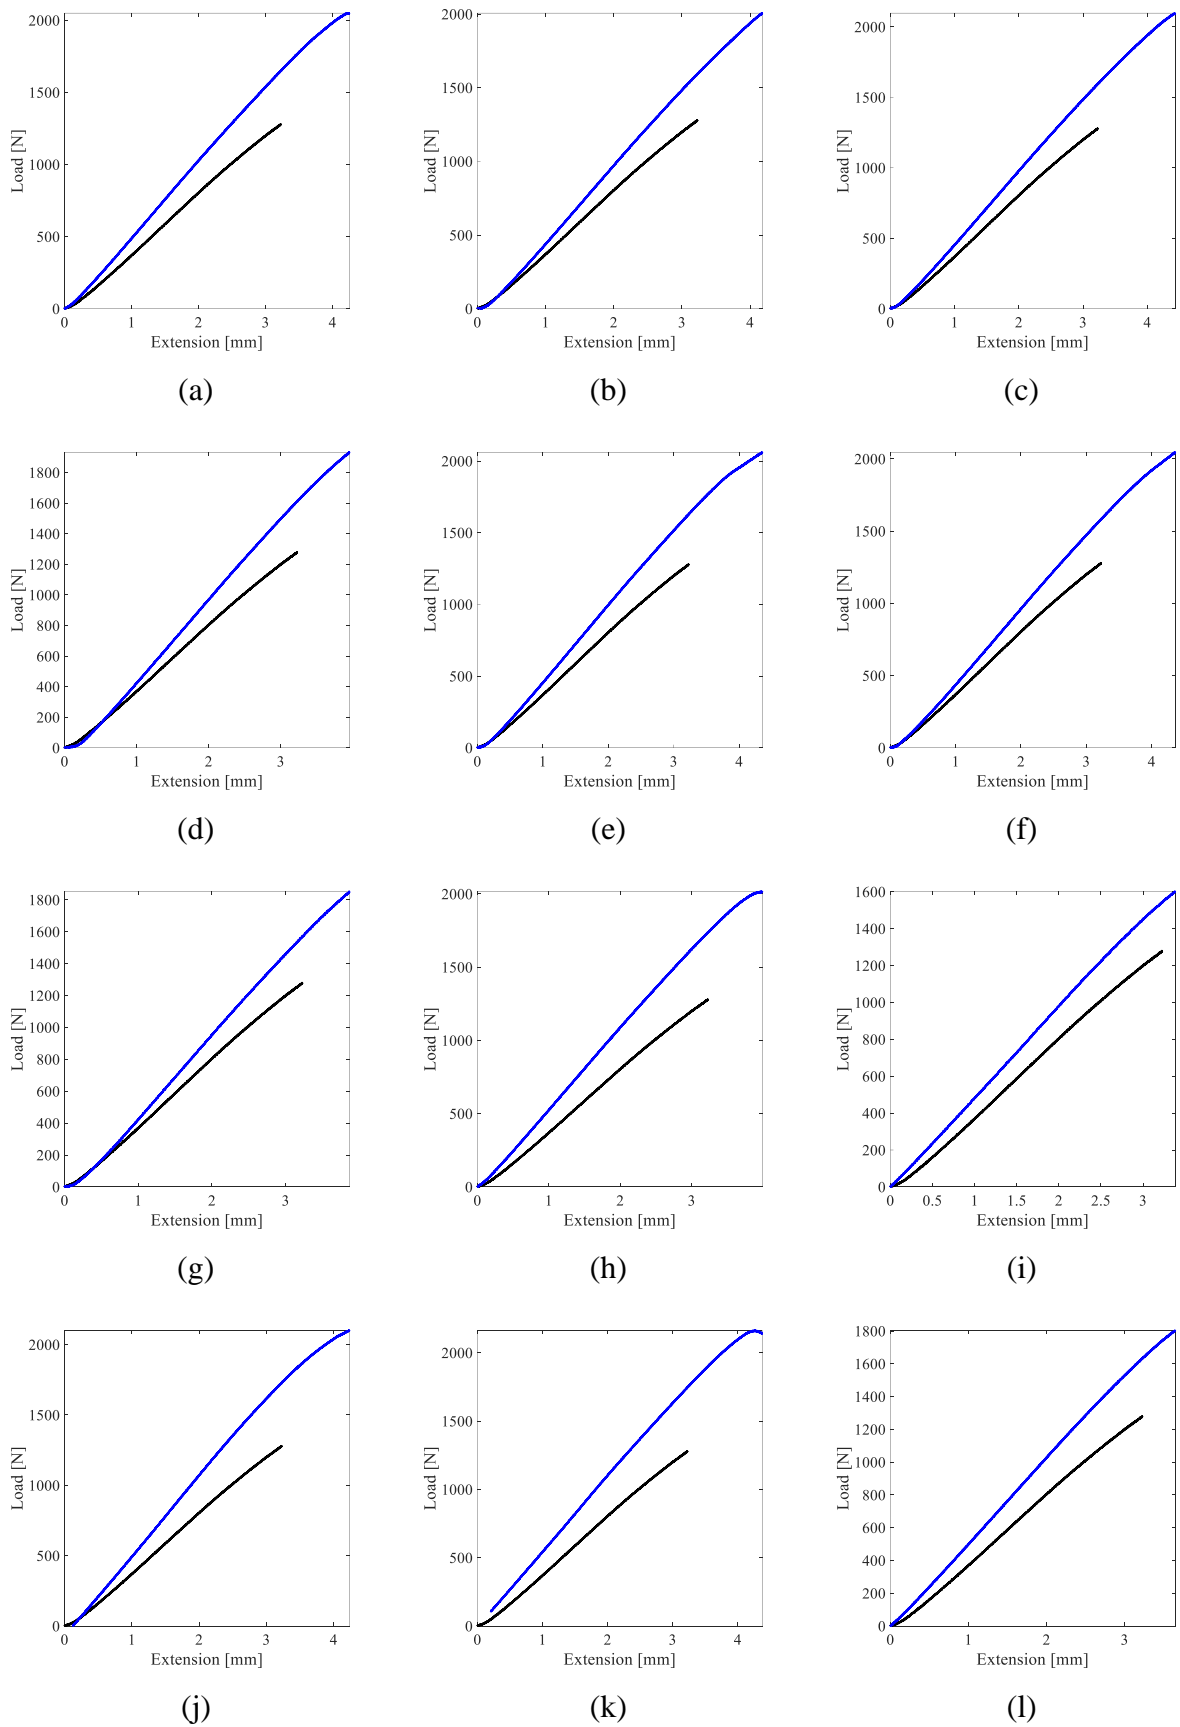 2000
1500
1000
500
0
Load [N]
0 1 2 3 4
Extension [mm]
(a)
2000
1500
1000
500
0
Load [N]
0 1 2 3 4
Extension [mm]
(b)
2000
1500
1000
500
0
Load [N]
0 1 2 3 4
Extension [mm]
(c)
1800
1600
1400
1200
1000
800
600
400
200
0
Load [N]
0 1 2 3
Extension [mm]
(d)
2000
1500
1000
500
0
Load [N]
0 1 2 3 4
Extension [mm]
(e)
2000
1500
1000
500
0
Load [N]
0 1 2 3 4
Extension [mm]
(f)
1800
1600
1400
1200
1000
800
600
400
200
0
Load [N]
0 1 2 3
Extension [mm]
(g)
2000
1500
1000
500
0
Load [N]
0 1 2 3
Extension [mm]
(h)
1600
1400
1200
1000
800
600
400
200
0
Load [N]
0 0.5 1 1.5 2 2.5 3
Extension [mm]
(i)
2000
1500
1000
500
0
Load [N]
0 1 2 3 4
Extension [mm]
(j)
2000
1500
1000
500
0
Load [N]
0 1 2 3 4
Extension [mm]
(k)
1800
1600
1400
1200
1000
800
600
400
200
0
Load [N]
0 1 2 3
Extension [mm]
(l)